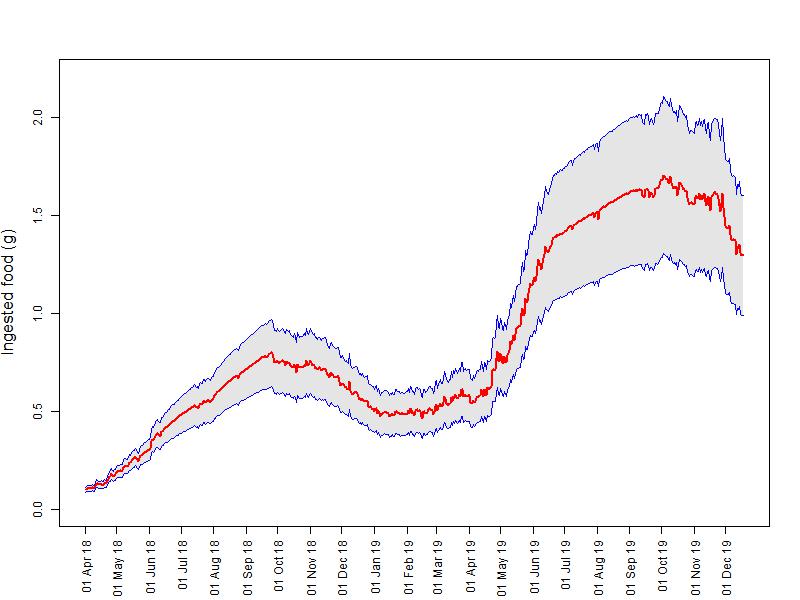 Ingested food (g)
2.0
1.5
1.0
0.5
0.0
01 Apr 18
01 May 18
01 Jun 18
01 Jul 18
01 Aug 18
01 Sep 18
01 Oct 18
01 Nov 18
01 Dec 18
01 Jan 19
01 Feb 19
01 Mar 19
01 Apr 19
01 May 19
01 Jun 19
01 Jul 19
01 Aug 19
01 Sep 19
01 Oct 19
01 Nov 19
01 Dec 19